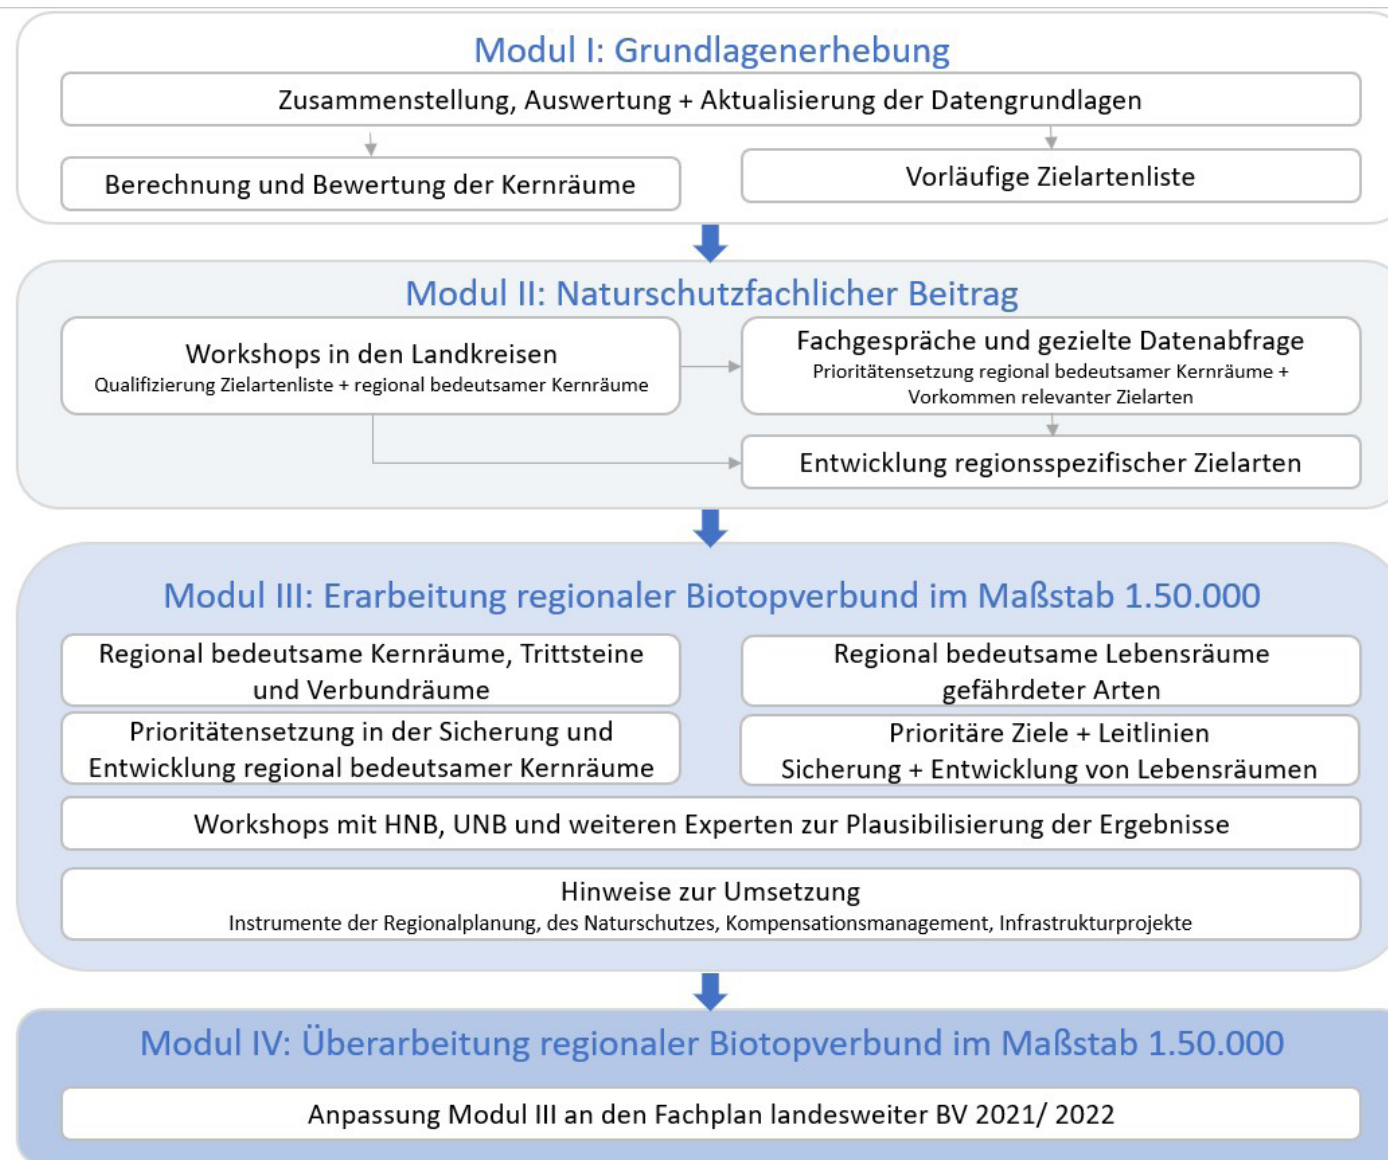 Modul I: Grundlagenerhebung
Zusammenstellung, Auswertung + Aktualisierung der Datengrundlagen
Berechnung und Bewertung der Kernräume
Vorläufige Zielartenliste
Modul II: Naturschutzfachlicher Beitrag
Workshops in den Landkreisen
Qualifizierung Zielartenliste + regional bedeutsamer Kernräume
Fachgespräche und gezielte Datenabfrage
Prioritätensetzung regional bedeutsamer Kernräume +
Vorkommen relevanter Zielarten
Entwicklung regionsspezifischer Zielarten
Modul III: Erarbeitung regionaler Biotopverbund im Maßstab 1.50.000
Regional bedeutsame Kernräume, Trittsteine
und Verbundräume
Regional bedeutsame Lebensräume
gefährdeter Arten
Prioritätensetzung in der Sicherung und
Entwicklung regional bedeutsamer Kernräume
Prioritäre Ziele + Leitlinien
Sicherung + Entwicklung von Lebensräumen
Workshops mit HNB, UNB und weiteren Experten zur Plausibilisierung der Ergebnisse
Hinweise zur Umsetzung
Instrumente der Regionalplanung, des Naturschutzes, Kompensationsmanagement, Infrastrukturprojekte
Modul IV: Überarbeitung regionaler Biotopverbund im Maßstab 1.50.000
Anpassung Modul III an den Fachplan landesweiter BV 2021/ 2022